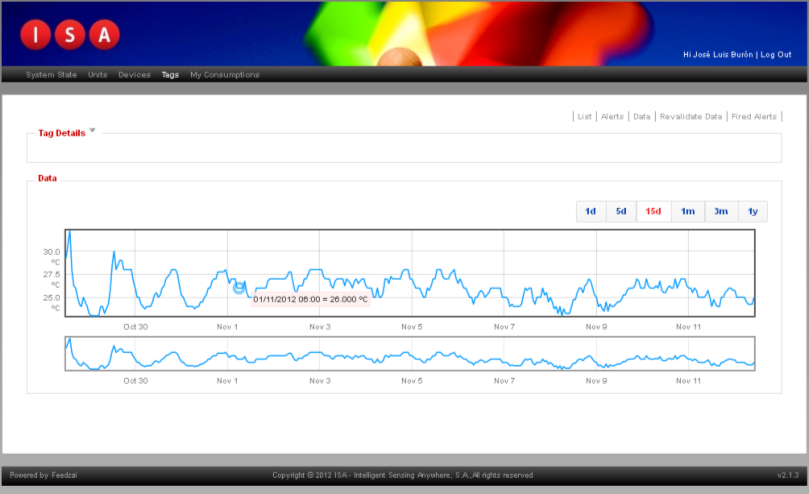 ISA
Hi José Luis Burón | Log Out
System State Units Devices Tags My Consumptions
| List | Alerts | Data | Revalidate Data | Fired Alerts |
Tag Details
Data
1d 5d 15d 1m 3m 1y
30.0
ºC
27.5
ºC
25.0
ºC
01/11/2012 06:00 = 26.000 ºC
Oct 30 Nov 1 Nov 3 Nov 5 Nov 7 Nov 9 Nov 11
Oct 30 Nov 1 Nov 3 Nov 5 Nov 7 Nov 9 Nov 11
Powered by Feedzai Copyright © 2012 ISA - Intelligent Sensing Anywhere, S.A.,All rights reserved v2.1.3